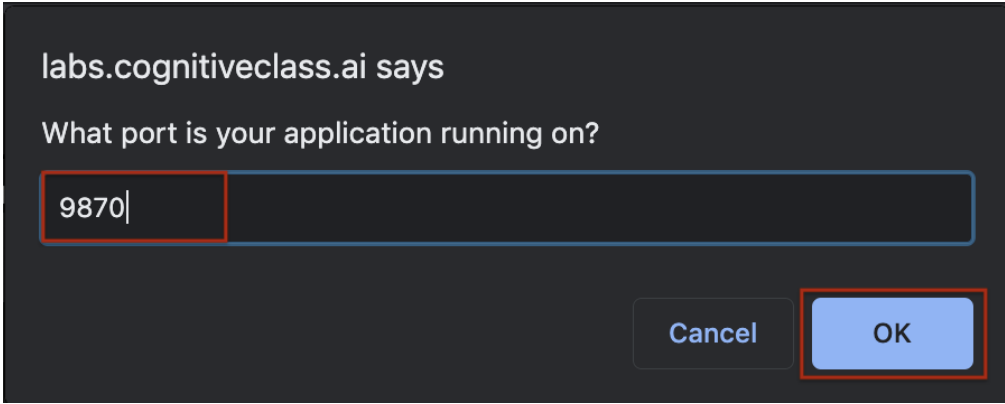 labs.cognitiveclass.ai says
What port is your application running on?
9870
Cancel
OK